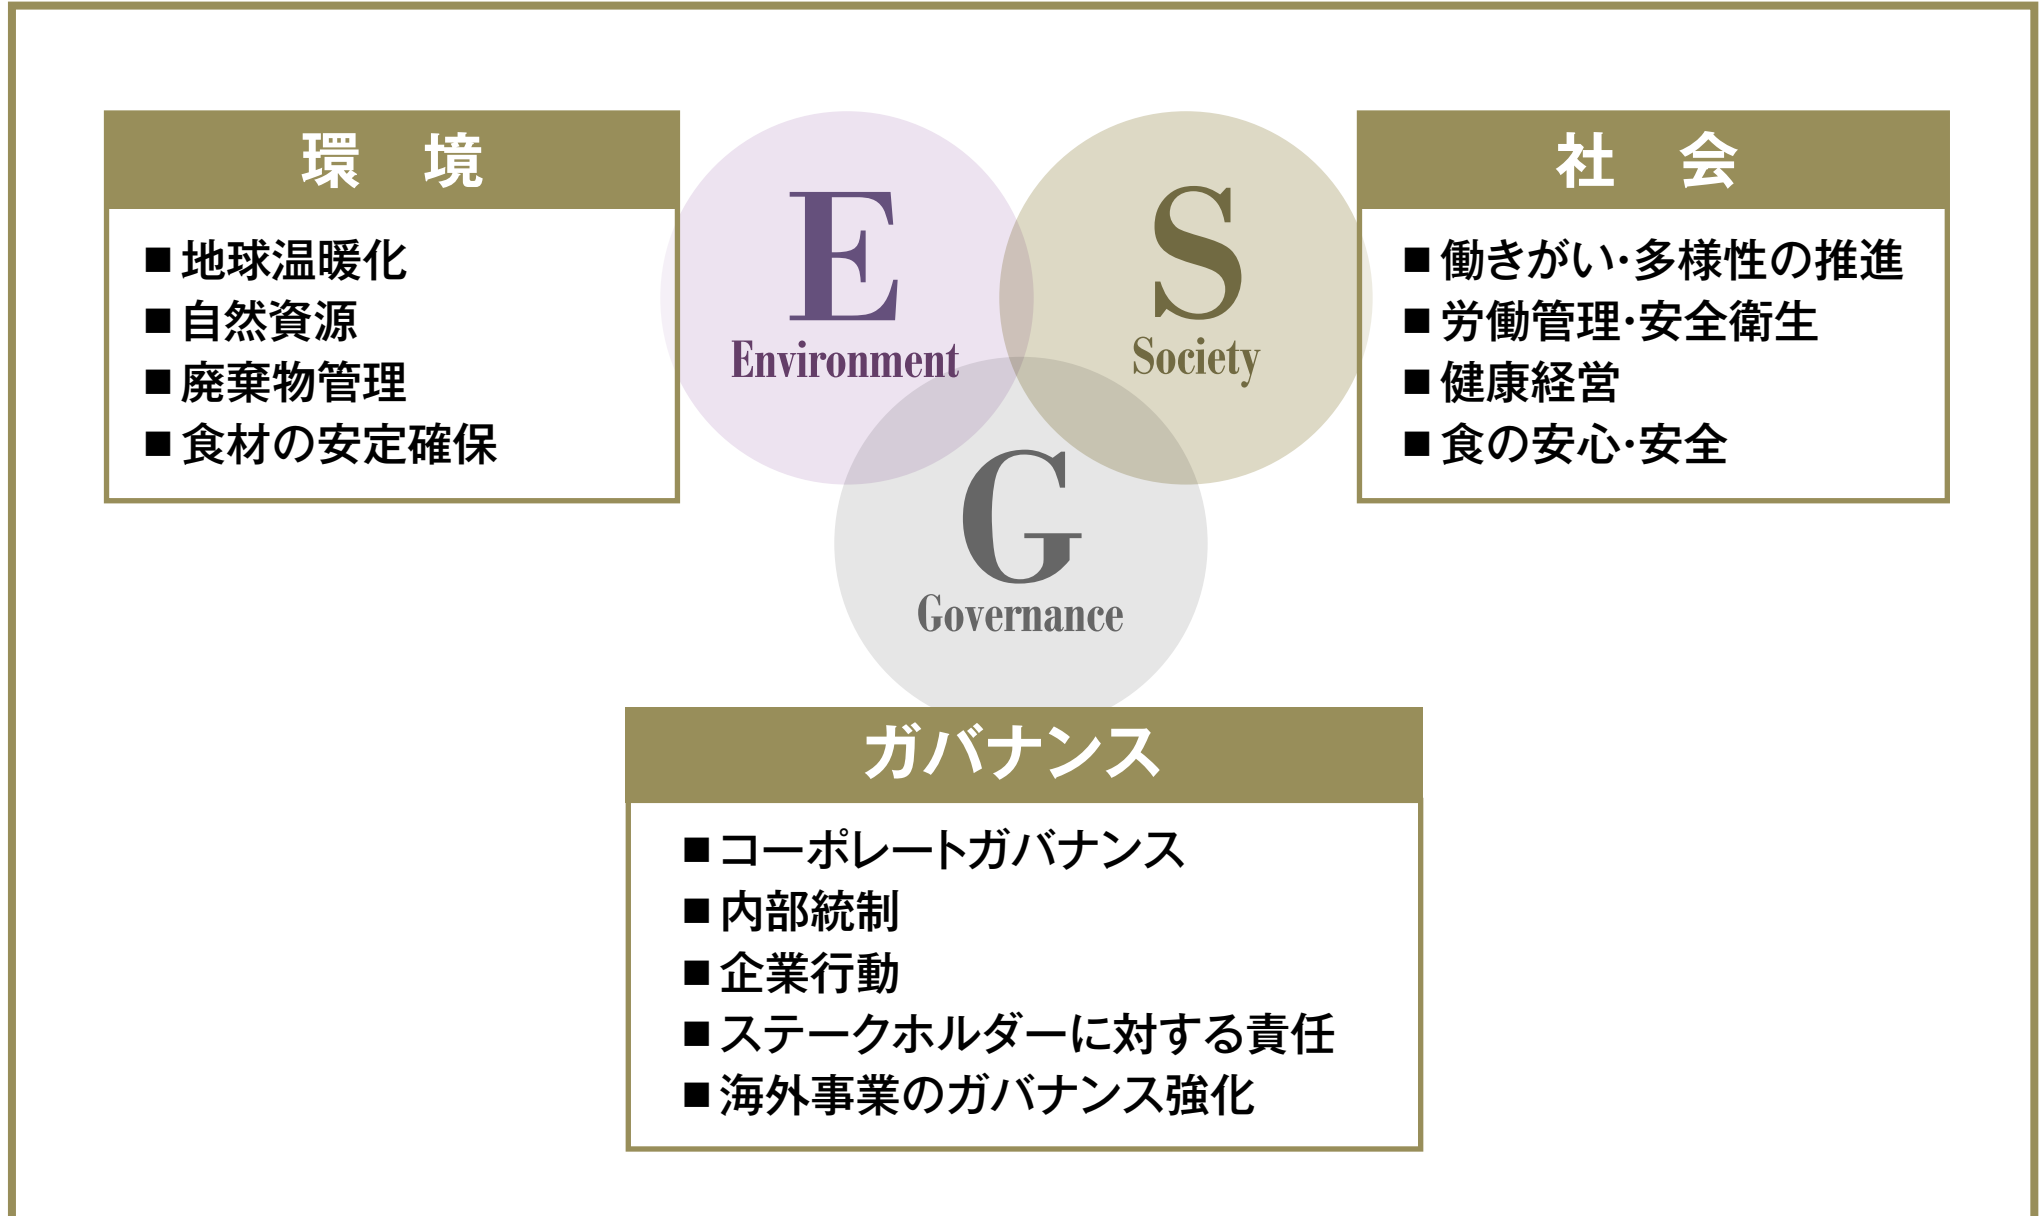 環　境
■地球温暖化
■自然資源
■廃棄物管理
■食材の安定確保
E
Environment
S
Society
社　会
■働きがい・多様性の推進
■労働管理・安全衛生
■健康経営
■食の安心・安全
G
Governance
ガバナンス
■コーポレートガバナンス
■内部統制
■企業行動
■ステークホルダーに対する責任
■海外事業のガバナンス強化